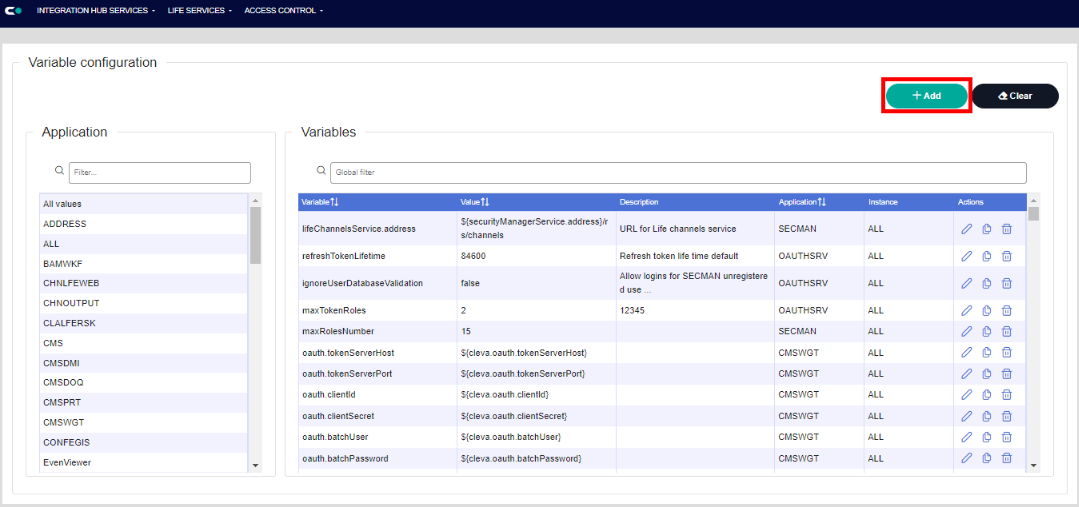 INTEGRATION HUB SERVICES LIFE SERVICES ACCESS CONTROL
Variable configuration
+ Add Clear
Application
Filter...
All values
ADDRESS
ALL
BAMWKF
CHNLFEWEB
CHNOUTPUT
CLALFERSK
CMS
CMSDMI
CMSDOQ
CMSPRT
CMSWGT
CONFEGIS
EvenViewer
Variables
Global filter
Variable Value Description Application Instance Actions
lifeChannelsService.address ${securityManagerService.address}/r
s/channels URL for Life channels service SECMAN ALL
refreshTokenLifetime 84600 Refresh token life time default OAUTHSRV ALL
ignoreUserDatabaseValidation false Allow logins for SECMAN unregistere
d use ... OAUTHSRV ALL
maxTokenRoles 2 12345 OAUTHSRV ALL
maxRolesNumber 15 SECMAN ALL
oauth.tokenServerHost ${cleva.oauth.tokenServerHost} CMSWGT ALL
oauth.tokenServerPort ${cleva.oauth.tokenServerPort} CMSWGT ALL
oauth.clientId ${cleva.oauth.clientId} CMSWGT ALL
oauth.clientSecret ${cleva.oauth.clientSecret} CMSWGT ALL
oauth.batchUser ${cleva.oauth.batchUser} CMSWGT ALL
oauth.batchPassword ${cleva.oauth.batchPassword} CMSWGT ALL